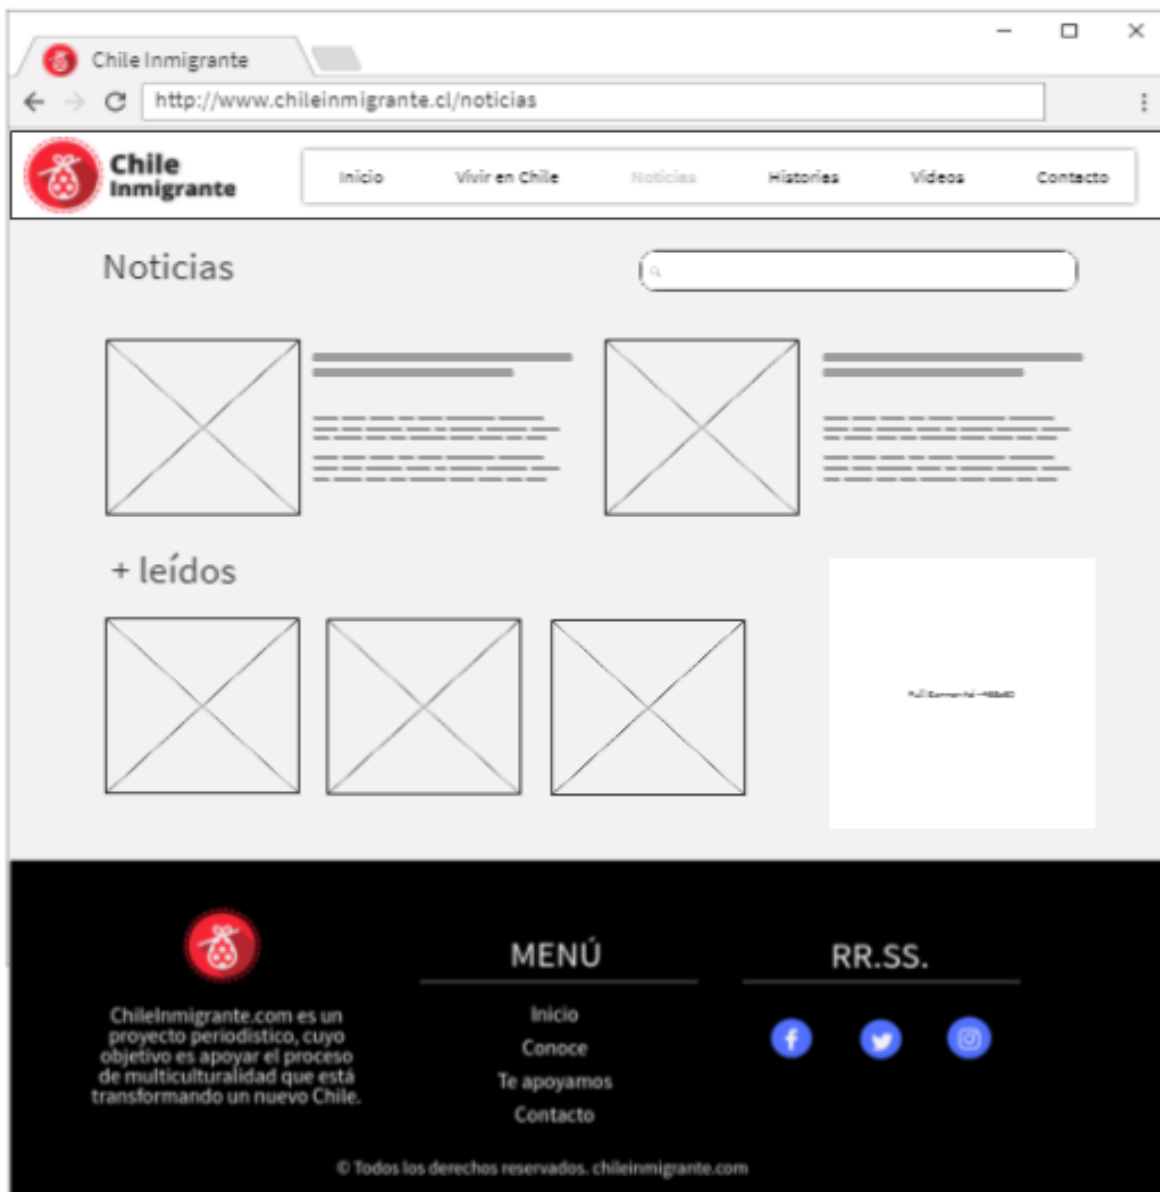 Chile Inmigrante
http://www.chileinmigrante.cl/noticias
Chile
Inmigrante
Inicio Vivir en Chile Noticias Historias Videos Contacto
Noticias
+ leídos
ChileInmigrante.com es un
proyecto periodistico, cuyo
objetivo es apoyar el proceso
de multiculturalidad que está
transformando un nuevo Chile.
MENÚ
Inicio
Conoce
Te apoyamos
Contacto
RR.SS.
© Todos los derechos reservados. chileinmigrante.com